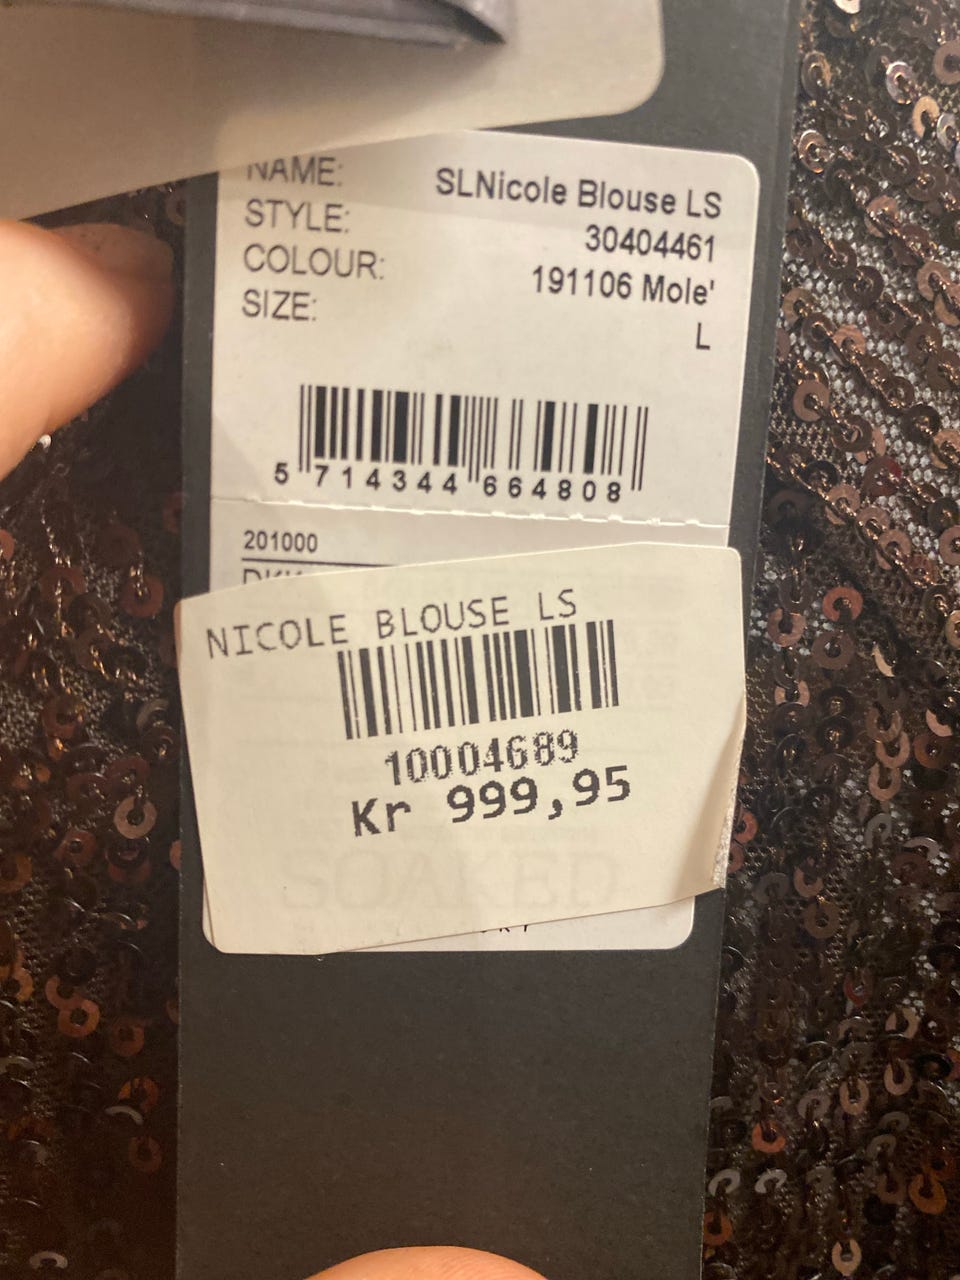 NAME: SLNicole Blouse LS
STYLE: 30404461
COLOUR: 191106 Mole'
SIZE: L
5 714344 664808
201000
NICOLE BLOUSE LS
10004689
Kr 999,95
SOAKED